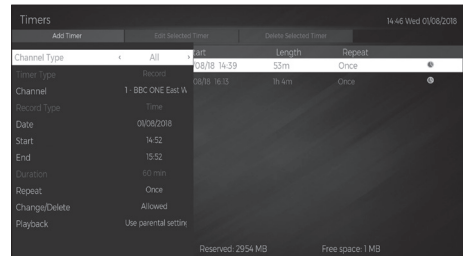 Timers 14:46 Wed 01/08/2018
Add Timer Edit Selected Timer Delete Selected Timer
tart Length Repeat
Channel Type All
/08/18 14:39 53m Once
Timer Type Record
/08/18 16:13 1h 4m Once
Channel 1 - BBC ONE East W
Record Type Time
Date 01/08/2018
Start 14:52
End 15:52
Duration 60 min
Repeat Once
Change/Delete Allowed
Playback Use parental setting
Reserved: 2954 MB Free space: 1 MB